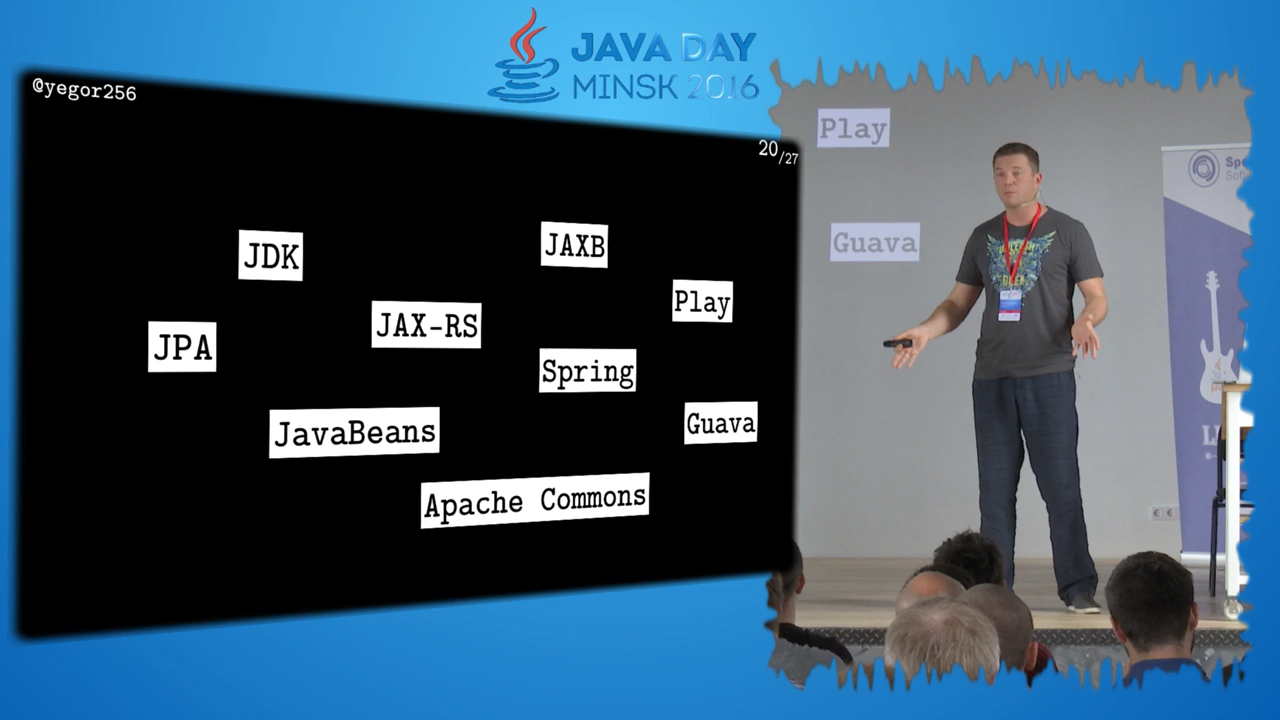 JAVA DAY
MINSK 2016
@yegor256
20/27
JDK
JAXB
Play
JAX-RS
JPA
Spring
JavaBeans
Guava
Apache Commons
Play
Guava